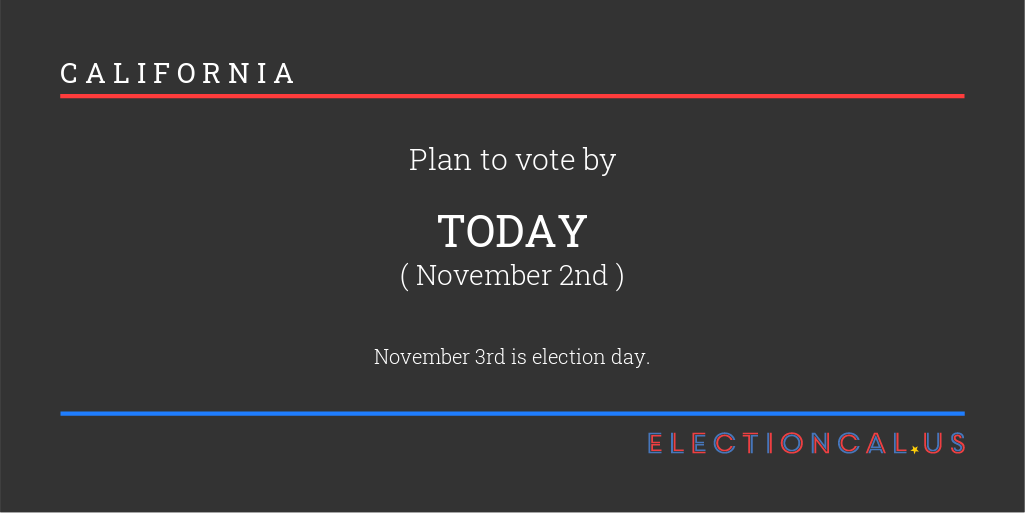 CALIFORNIA
Plan to vote by
TODAY
( November 2nd )
November 3rd is election day.
ELECTIONCAL.US